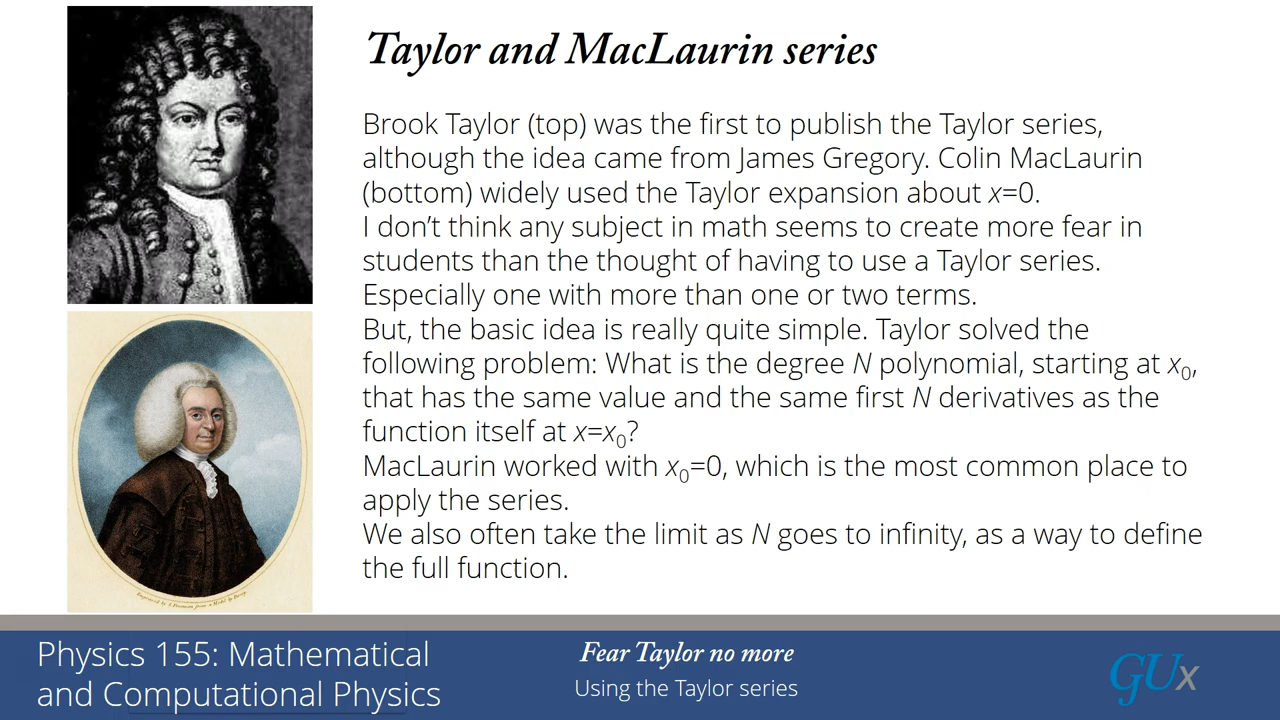 Taylor and MacLaurin series
Brook Taylor (top) was the first to publish the Taylor series,
although the idea came from James Gregory. Colin MacLaurin
(bottom) widely used the Taylor expansion about x=0.
I don’t think any subject in math seems to create more fear in
students than the thought of having to use a Taylor series.
Especially one with more than one or two terms.
But, the basic idea is really quite simple. Taylor solved the
following problem: What is the degree N polynomial, starting at x₀,
that has the same value and the same first N derivatives as the
function itself at x=x₀?
MacLaurin worked with x₀=0, which is the most common place to
apply the series.
We also often take the limit as N goes to infinity, as a way to define
the full function.
Physics 155: Mathematical
and Computational Physics
Fear Taylor no more
Using the Taylor series
GUx